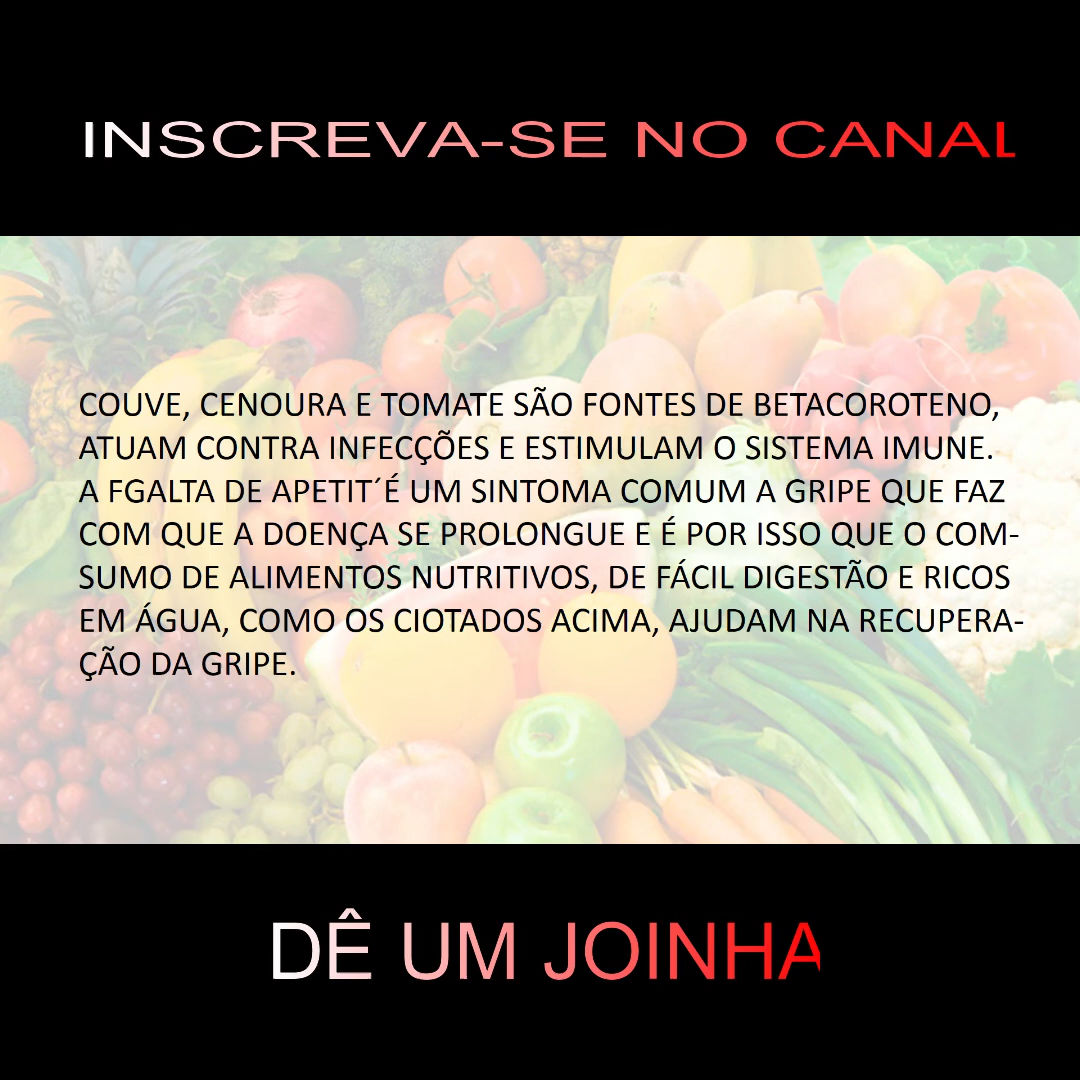 INSCREVA-SE NO CANAL
COUVE, CENOURA E TOMATE SÃO FONTES DE BETACOROTENO,
ATUAM CONTRA INFECÇÕES E ESTIMULAM O SISTEMA IMUNE.
A FGALTA DE APETIT´É UM SINTOMA COMUM A GRIPE QUE FAZ
COM QUE A DOENÇA SE PROLONGUE E É POR ISSO QUE O COM-
SUMO DE ALIMENTOS NUTRITIVOS, DE FÁCIL DIGESTÃO E RICOS
EM ÁGUA, COMO OS CIOTADOS ACIMA, AJUDAM NA RECUPERA-
ÇÃO DA GRIPE.
DÊ UM JOINHA